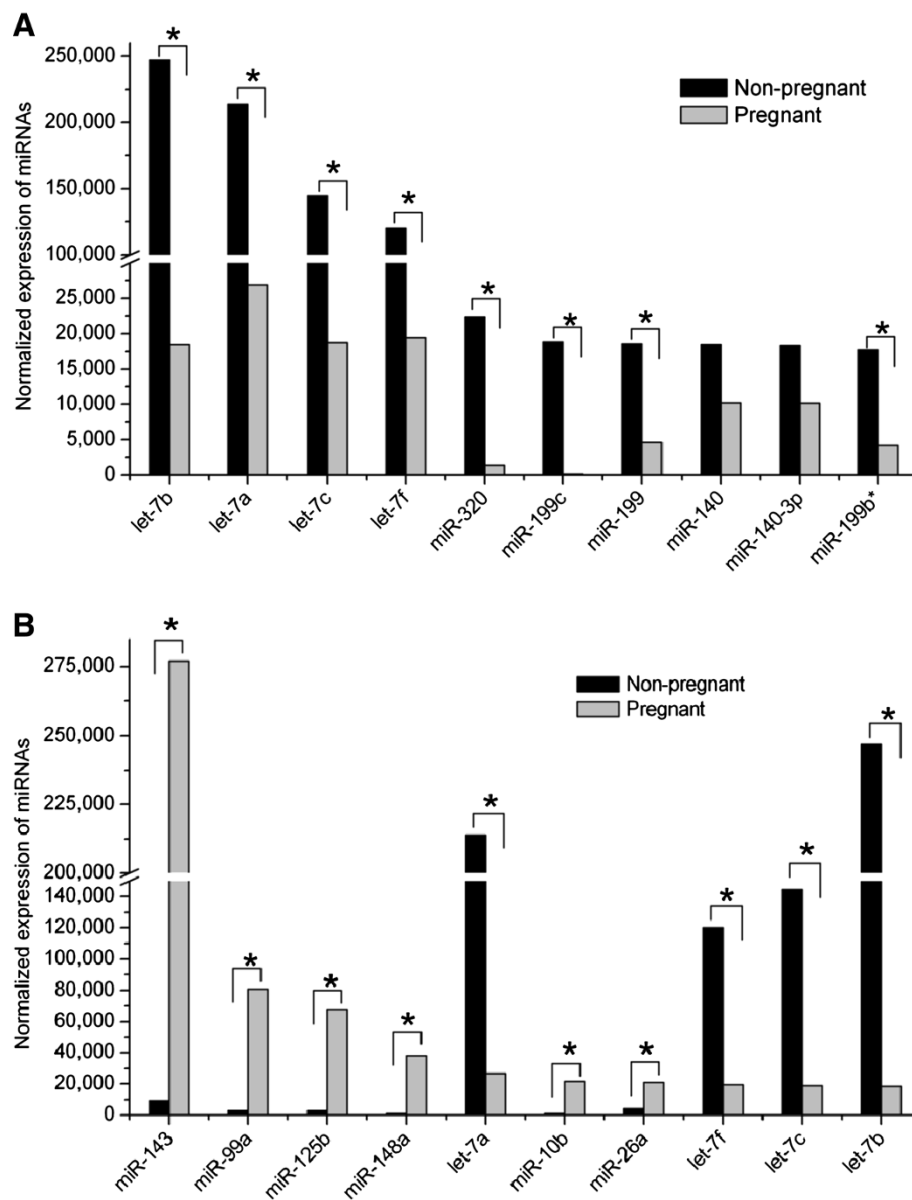 A
Normalized expression of miRNAs
250,000
200,000
150,000
100,000
25,000
20,000
15,000
10,000
5,000
0
Non-pregnant
Pregnant
* * * * * * * *
let-7b let-7a let-7c let-7f miR-320 miR-199c miR-199 miR-140 miR-140-3p miR-199b*
B
Normalized expression of miRNAs
275,000
250,000
225,000
200,000
140,000
120,000
100,000
80,000
60,000
40,000
20,000
0
Non-pregnant
Pregnant
* * * * * * * * * *
miR-143 miR-99a miR-125b miR-148a let-7a miR-10b miR-26a let-7f let-7c let-7b